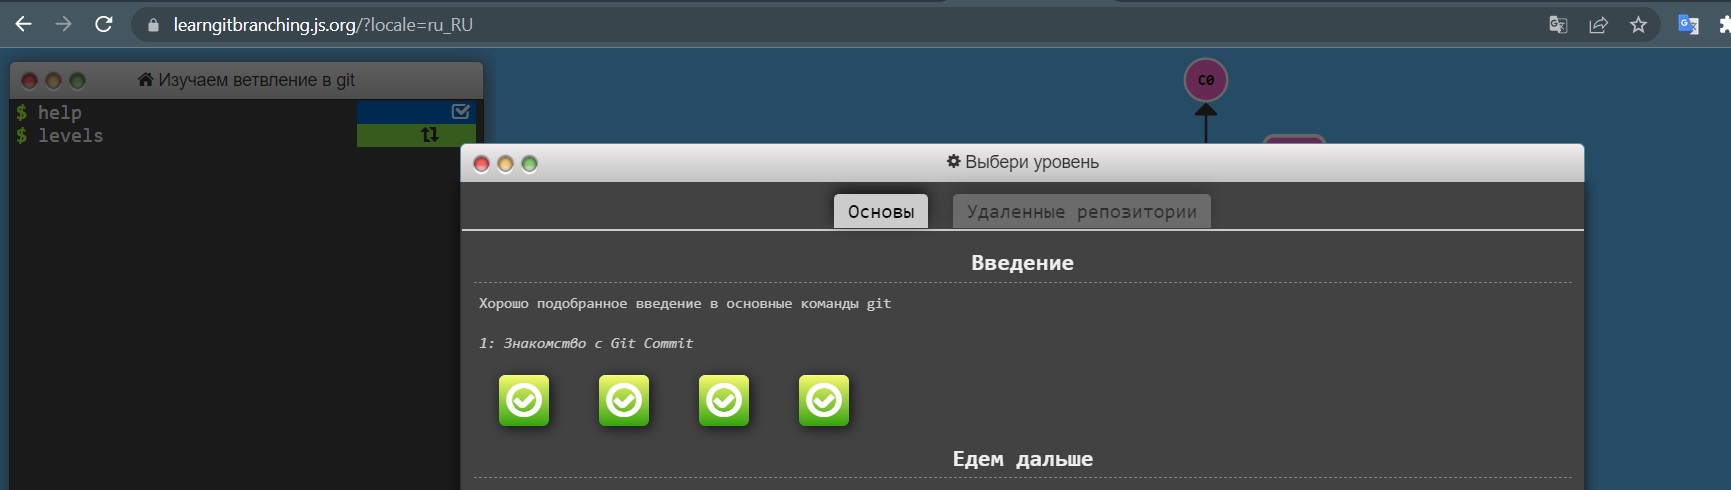 learngitbranching.js.org/?locale=ru_RU
Изучаем ветвление в git
$ help
$ levels
C0
Выбери уровень
Основы
Удаленные репозитории
Введение
Хорошо подобранное введение в основные команды git
1: Знакомство с Git Commit
Едем дальше